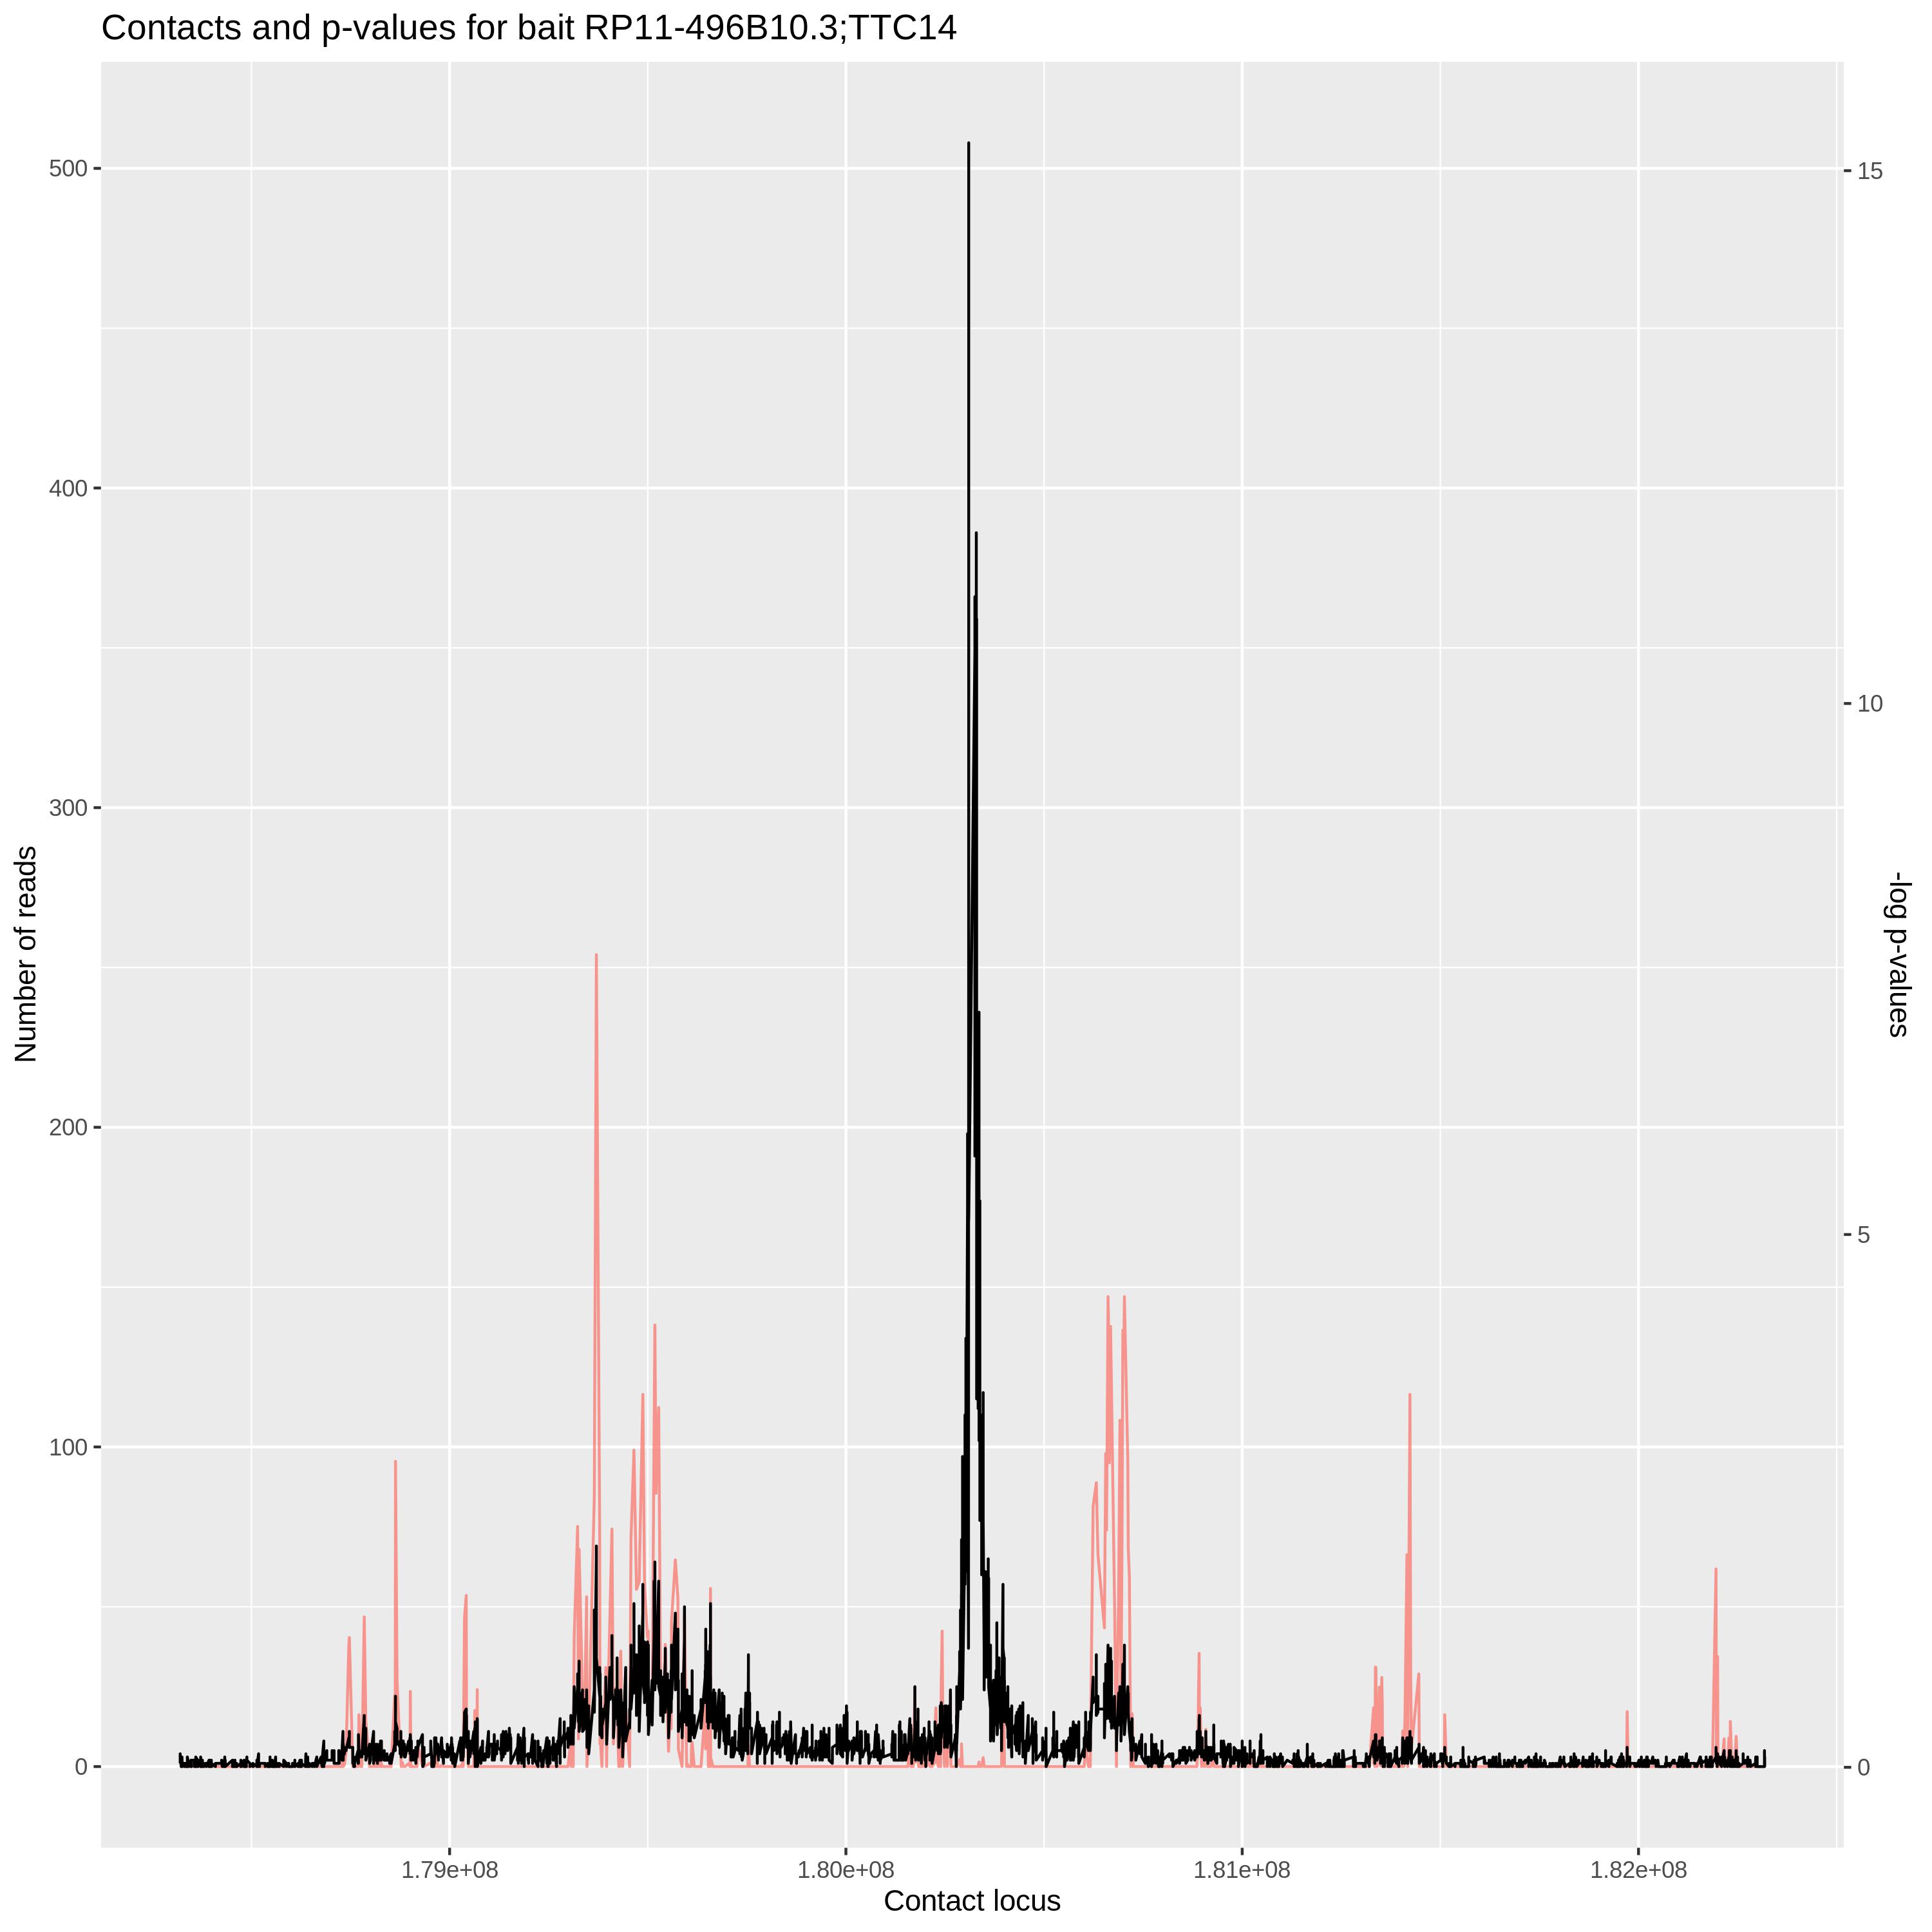 Contacts and p-values for bait RP11-496B10.3;TTC14
500
400
300
200
100
0
Number of reads
15
10
5
0
-log p-values
1.79e+08
1.80e+08
1.81e+08
1.82e+08
Contact locus